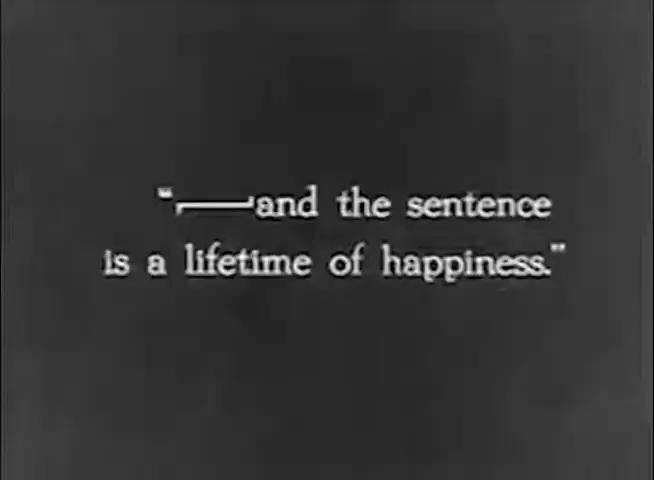 “——and the sentence
is a lifetime of happiness.”